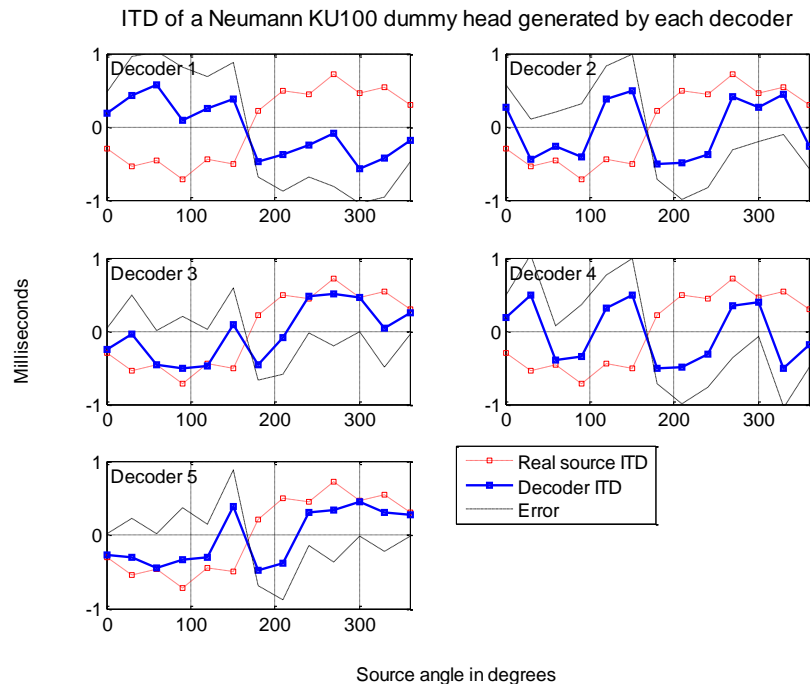 ITD of a Neumann KU100 dummy head generated by each decoder
1
0
-1
Decoder 1
0 100 200 300
1
0
-1
Decoder 2
0 100 200 300
Milliseconds
1
0
-1
Decoder 3
0 100 200 300
1
0
-1
Decoder 4
0 100 200 300
1
0
-1
Decoder 5
0 100 200 300
Real source ITD
Decoder ITD
Error
Source angle in degrees